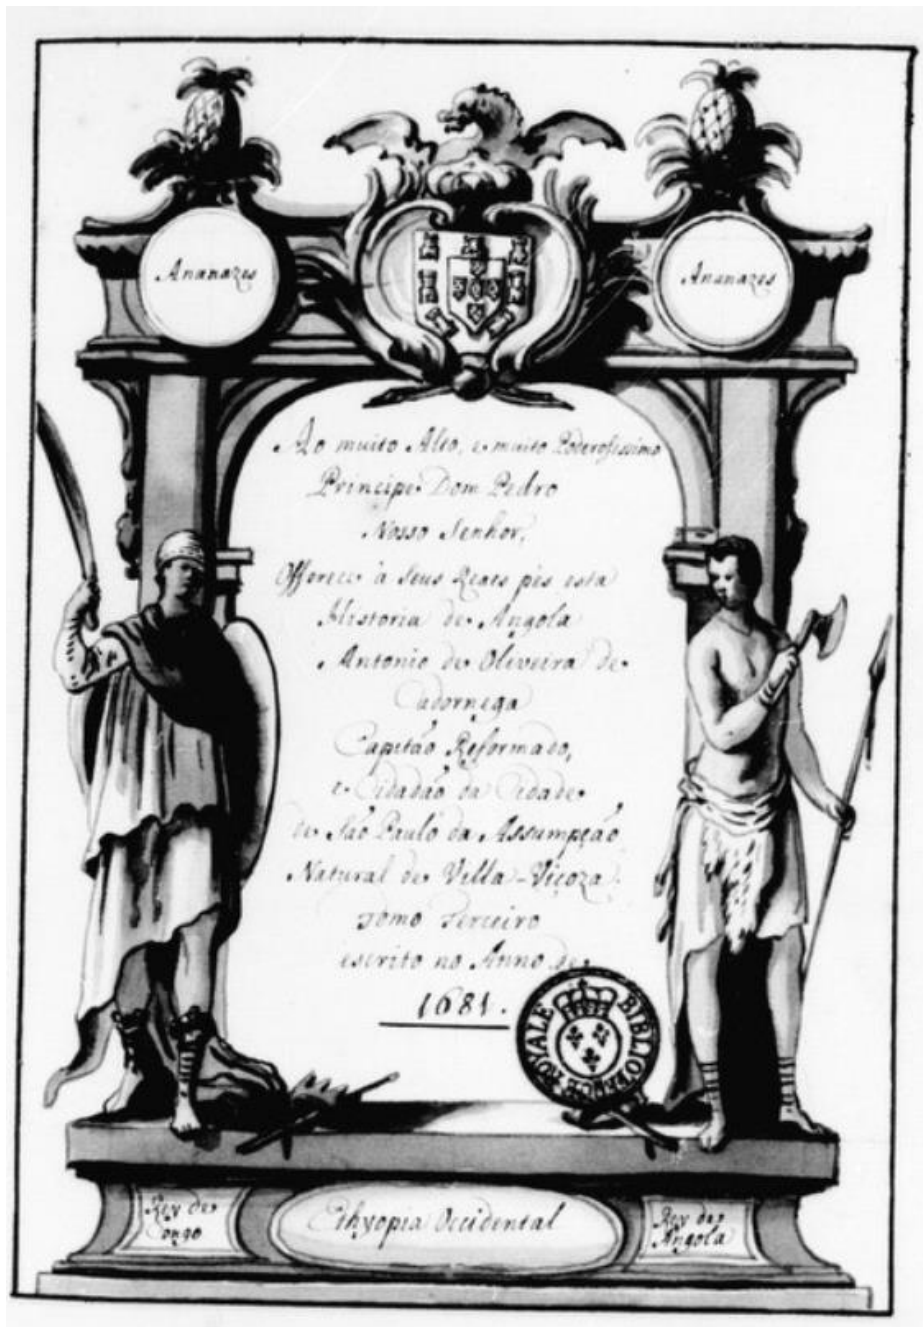 Ananazes
Ananazes
Ao muito Alto, e muito Poderosissimo
Principe Dom Pedro
Nosso Senhor,
Offerece à Seus Reaes pès esta
Historia de Angola
Antonio de Oliveira de
Cadornega
Capitão Reformado,
e Cidadão da Cidade
de São Paulo da Assumpção
Natural de Villa-Viçoza.
Tomo Terceiro
escrito no Anno de
1681.
BIBLIOTHECE ROYALE
Rey de
Congo
Ethyopia Occidental
Rey de
Angola